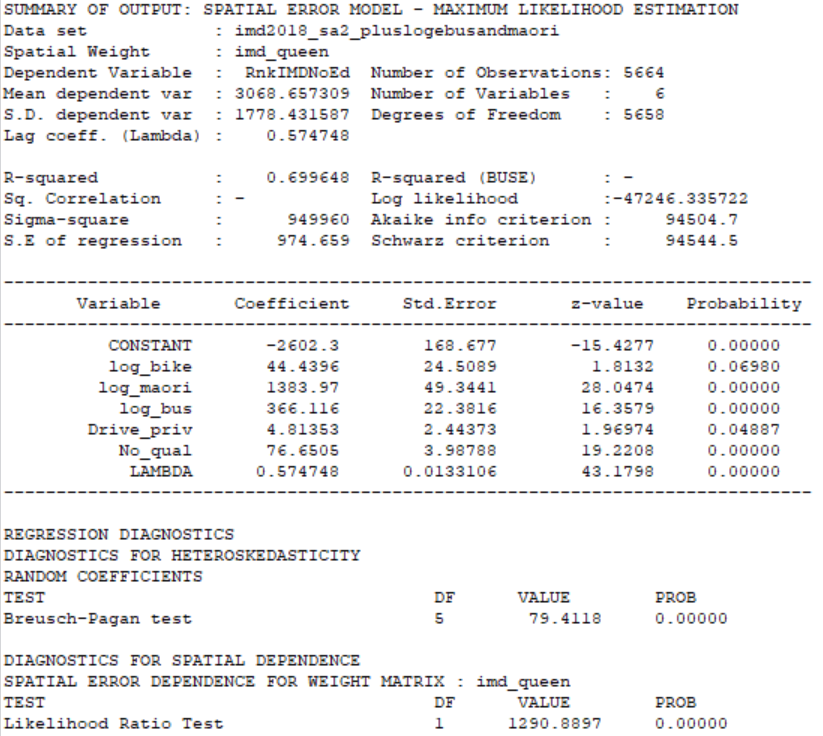 SUMMARY OF OUTPUT: SPATIAL ERROR MODEL - MAXIMUM LIKELIHOOD ESTIMATION
Data set : imd2018_sa2_pluslogebusandmaori
Spatial Weight : imd_queen
Dependent Variable : RnkIMDNoEd Number of Observations: 5664
Mean dependent var : 3068.657309 Number of Variables : 6
S.D. dependent var : 1778.431587 Degrees of Freedom : 5658
Lag coeff. (Lambda) : 0.574748
R-squared : 0.699648 R-squared (BUSE) : -
Sq. Correlation : - Log likelihood :-47246.335722
Sigma-square : 949960 Akaike info criterion : 94504.7
S.E of regression : 974.659 Schwarz criterion : 94544.5
-----------------------------------------------------------------------------
Variable Coefficient Std.Error z-value Probability
-----------------------------------------------------------------------------
CONSTANT -2602.3 168.677 -15.4277 0.00000
log_bike 44.4396 24.5089 1.8132 0.06980
log_maori 1383.97 49.3441 28.0474 0.00000
log_bus 366.116 22.3816 16.3579 0.00000
Drive_priv 4.81353 2.44373 1.96974 0.04887
No_qual 76.6505 3.98788 19.2208 0.00000
LAMBDA 0.574748 0.0133106 43.1798 0.00000
-----------------------------------------------------------------------------
REGRESSION DIAGNOSTICS
DIAGNOSTICS FOR HETEROSKEDASTICITY
RANDOM COEFFICIENTS
TEST DF VALUE PROB
Breusch-Pagan test 5 79.4118 0.00000
DIAGNOSTICS FOR SPATIAL DEPENDENCE
SPATIAL ERROR DEPENDENCE FOR WEIGHT MATRIX : imd_queen
TEST DF VALUE PROB
Likelihood Ratio Test 1 1290.8897 0.00000